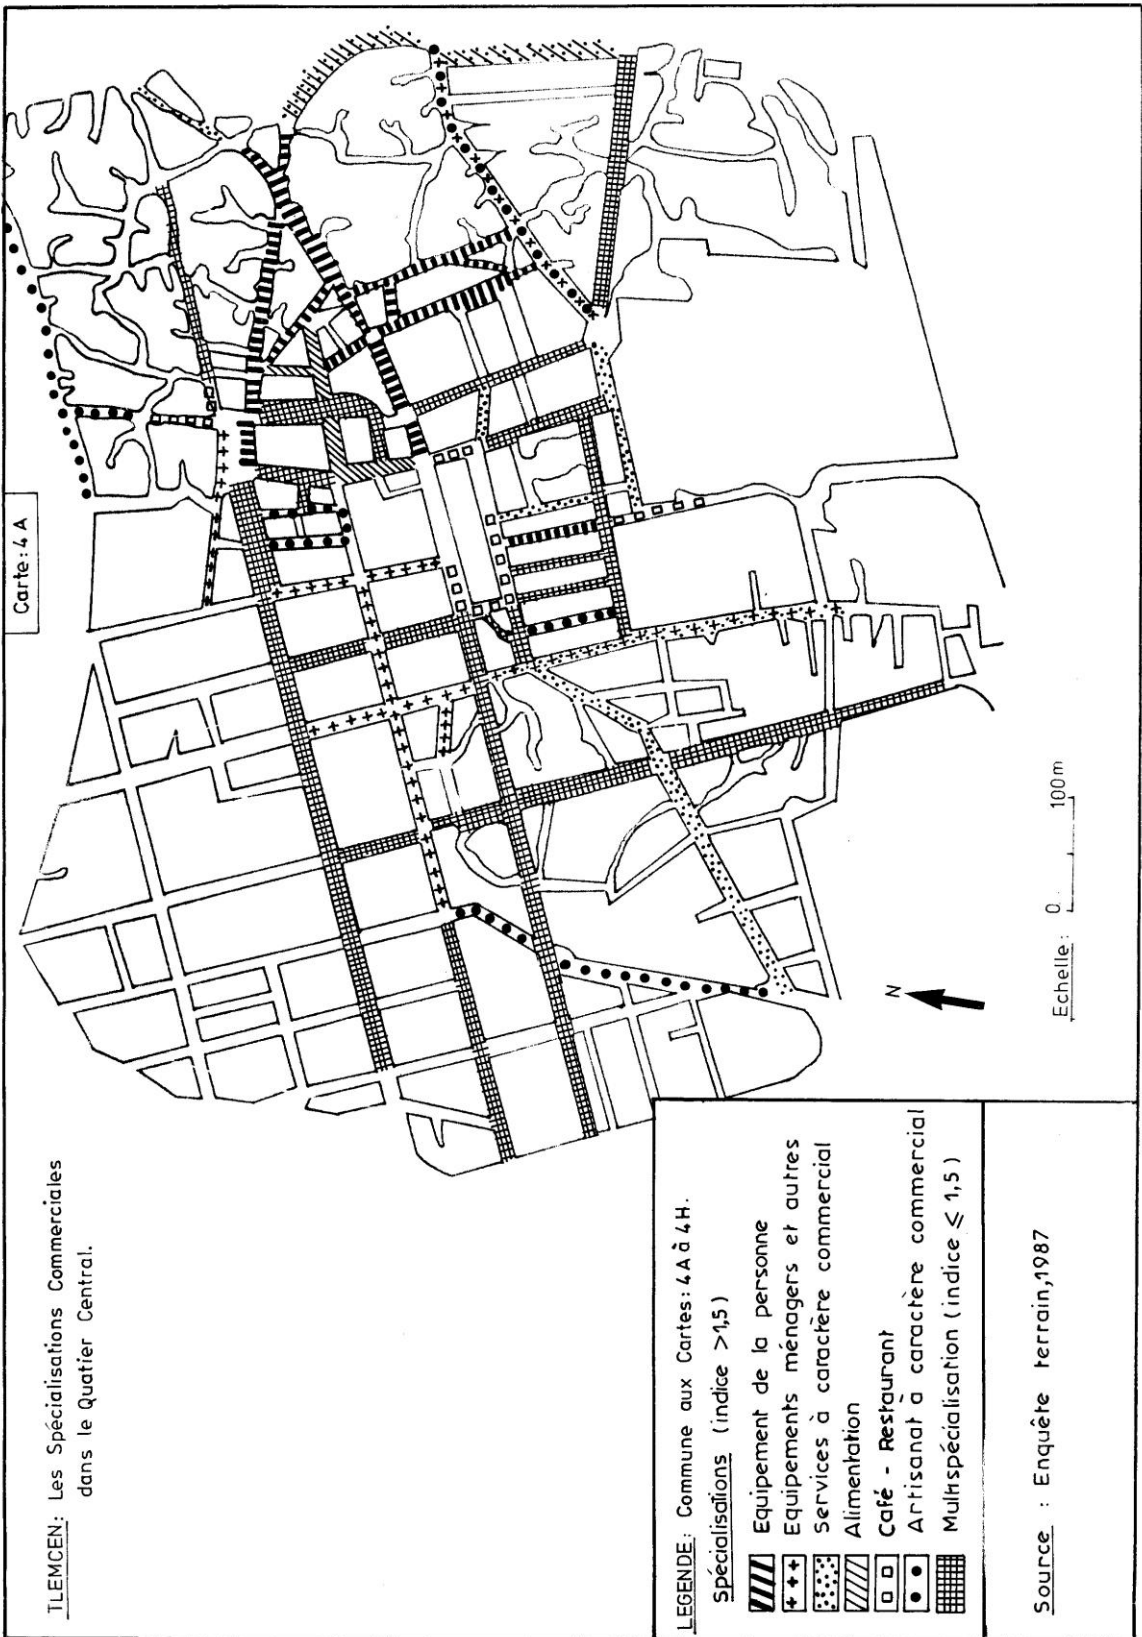 Carte: 4 A
TLEMCEN: Les Spécialisations Commerciales
dans le Quatier Central.
LEGENDE: Commune aux Cartes: 4A à 4H.
Spécialisations (indice >1,5)
Equipement de la personne
Equipements ménagers et autres
Services à caractère commercial
Alimentation
Café - Restaurant
Artisanat à caractère commercial
Multispécialisation (indice ≤ 1,5)
Source : Enquête terrain,1987
N
Echelle: 0 100m